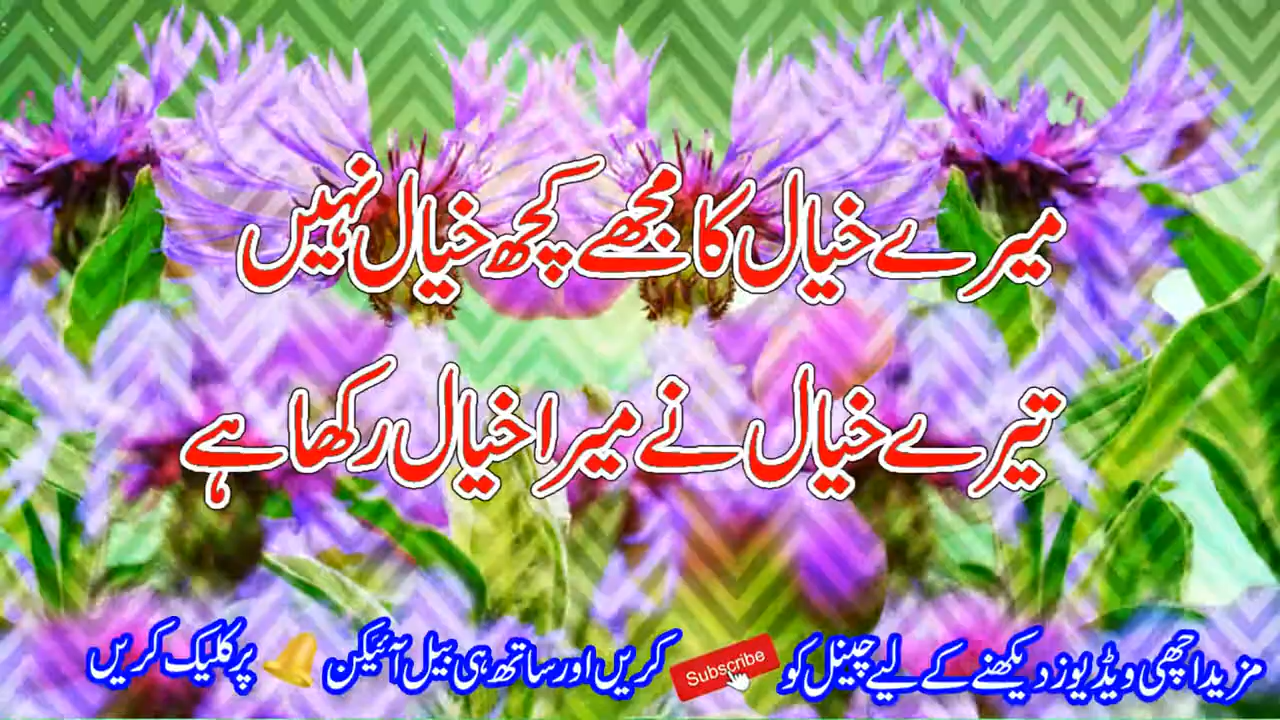 میرے خیال کا مجھے کچھ خیال نہیں
تیرے خیال نے میرا خیال رکھا ہے
مزید اچھی ویڈیوز دیکھنے کے لیے چینل کو Subscribe کریں اور ساتھ ہی بیل آئیکن 🔔 پر کلیک کریں